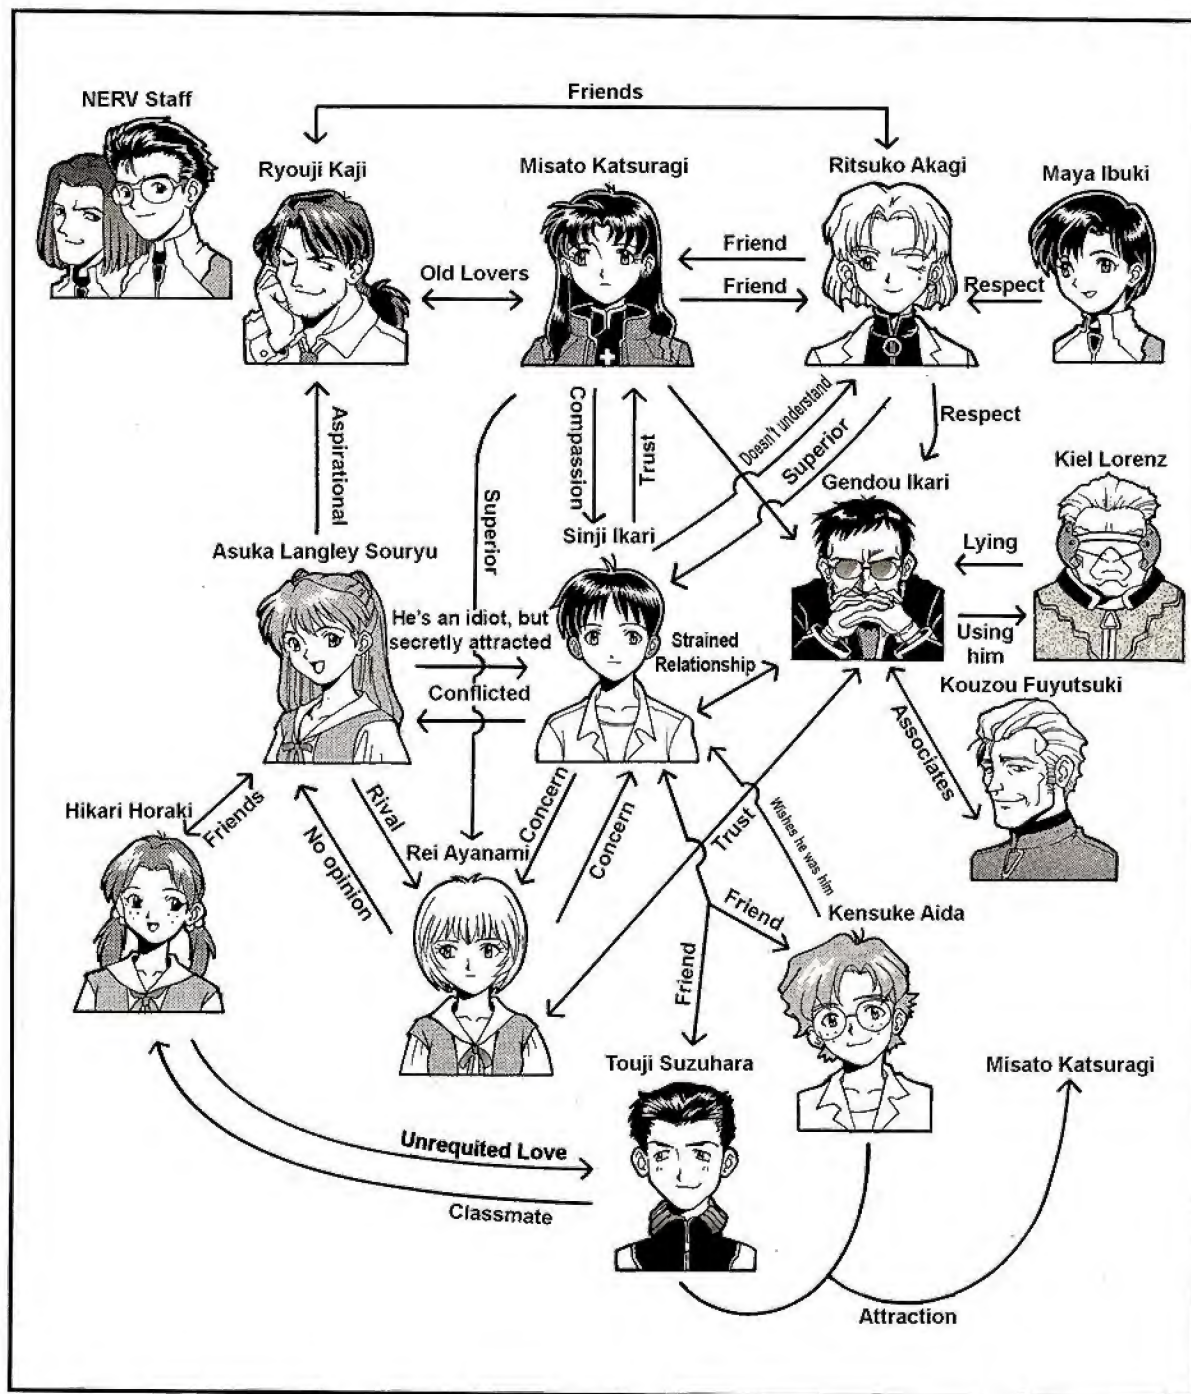 Friends
NERV Staff
Ryouji Kaji
Misato Katsuragi
Ritsuko Akagi
Maya Ibuki
Friend
Old Lovers
Friend
Respect
Aspirational
Compassion
Trust
Doesn't understand
Superior
Respect
Superior
Gendou Ikari
Kiel Lorenz
Sinji Ikari
Lying
Asuka Langley Souryu
He's an idiot, but
secretly attracted
Strained
Relationship
Using
him
Conflicted
Kouzou Fuyutsuki
Associates
Hikari Horaki
Friends
Rival
No opinion
Rei Ayanami
Concern
Concern
Trust
Wishes he was him
Friend
Kensuke Aida
Friend
Touji Suzuhara
Misato Katsuragi
Unrequited Love
Classmate
Attraction